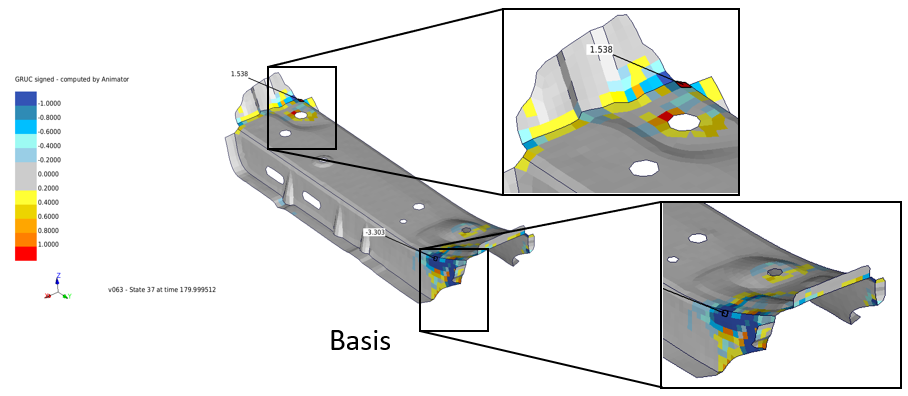 GRUC signed - computed by Animator
-1.0000
-0.8000
-0.6000
-0.4000
-0.2000
0.0000
0.2000
0.4000
0.6000
0.8000
1.0000
1.538
1.538
-3.303
Z
X
Y
v063 - State 37 at time 179.999512
Basis